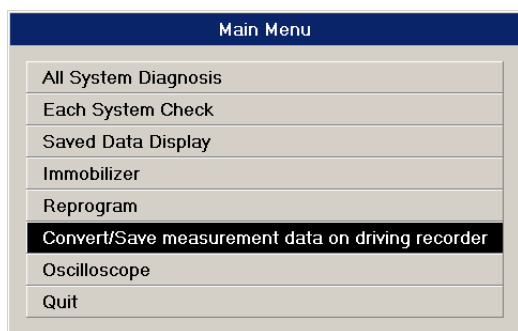 Main Menu
All System Diagnosis
Each System Check
Saved Data Display
Immobilizer
Reprogram
Convert/Save measurement data on driving recorder
Oscilloscope
Quit